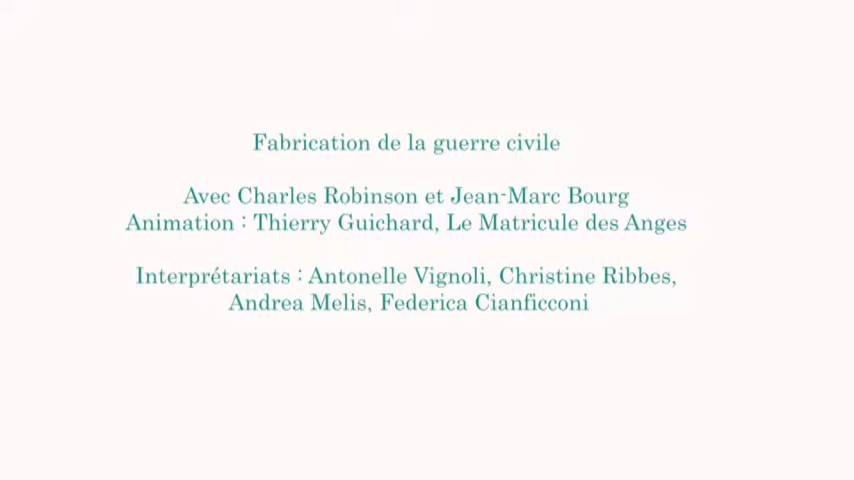 Fabrication de la guerre civile
Avec Charles Robinson et Jean-Marc Bourg
Animation : Thierry Guichard, Le Matricule des Anges
Interprétariats : Antonelle Vignoli, Christine Ribbes,
Andrea Melis, Federica Cianficconi